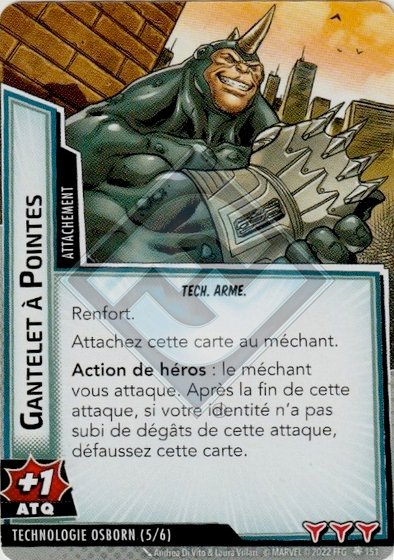 GANTELET À POINTES
ATTACHEMENT
TECH. ARME.
Renfort.
Attachez cette carte au méchant.
Action de héros : le méchant
vous attaque. Après la fin de cette
attaque, si votre identité n'a pas
subi de dégâts de cette attaque,
défaussez cette carte.
+1
ATQ
TECHNOLOGIE OSBORN (5/6)
Andrea Di Vito & Laura Villari. © MARVEL © 2022 FFG 151